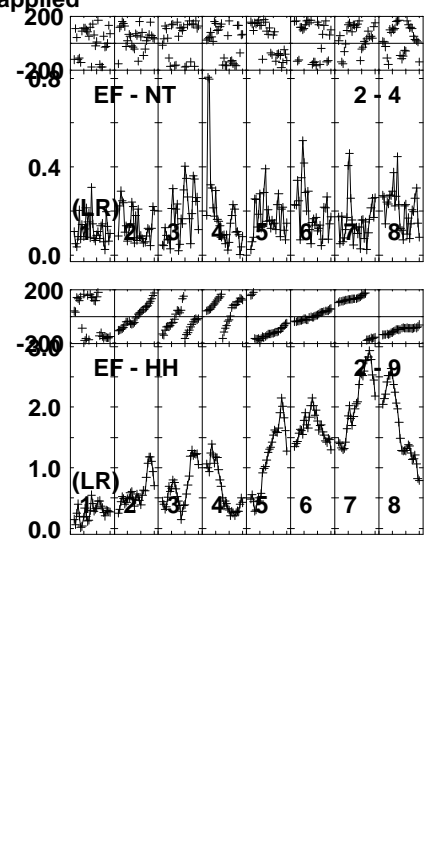 applied
200
-200
0.8
EF - NT 2 - 4
0.4
(LR)
1 2 3 4 5 6 7 8
0.0
200
-200
3.0
EF - HH 2 - 9
2.0
1.0
(LR)
1 2 3 4 5 6 7 8
0.0